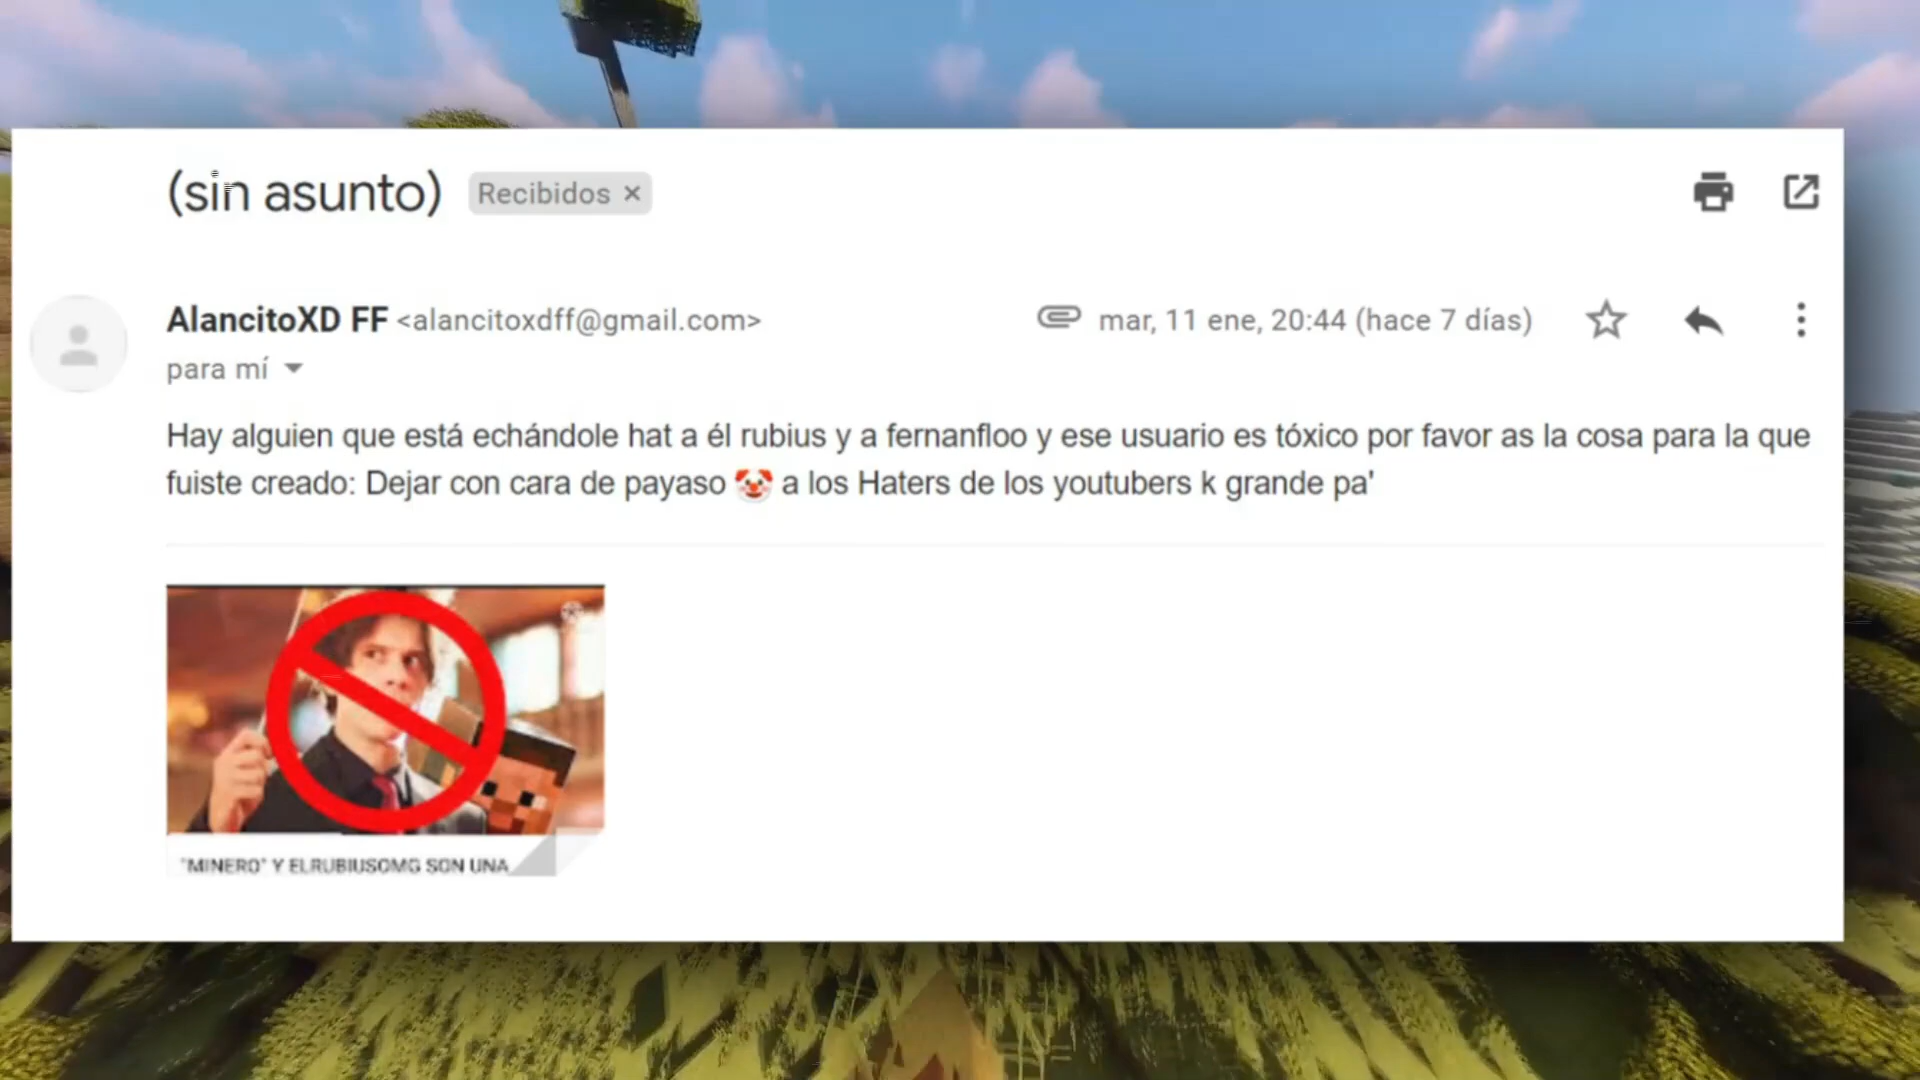 (sin asunto) Recibidos ×
AlancitoXD FF <alancitoxdff@gmail.com> mar, 11 ene, 20:44 (hace 7 días)
para mí
Hay alguien que está echándole hat a él rubius y a fernanfloo y ese usuario es tóxico por favor as la cosa para la que
fuiste creado: Dejar con cara de payaso 🤡 a los Haters de los youtubers k grande pa'
"MINERO" Y ELRUBIUSOMG SON UNA